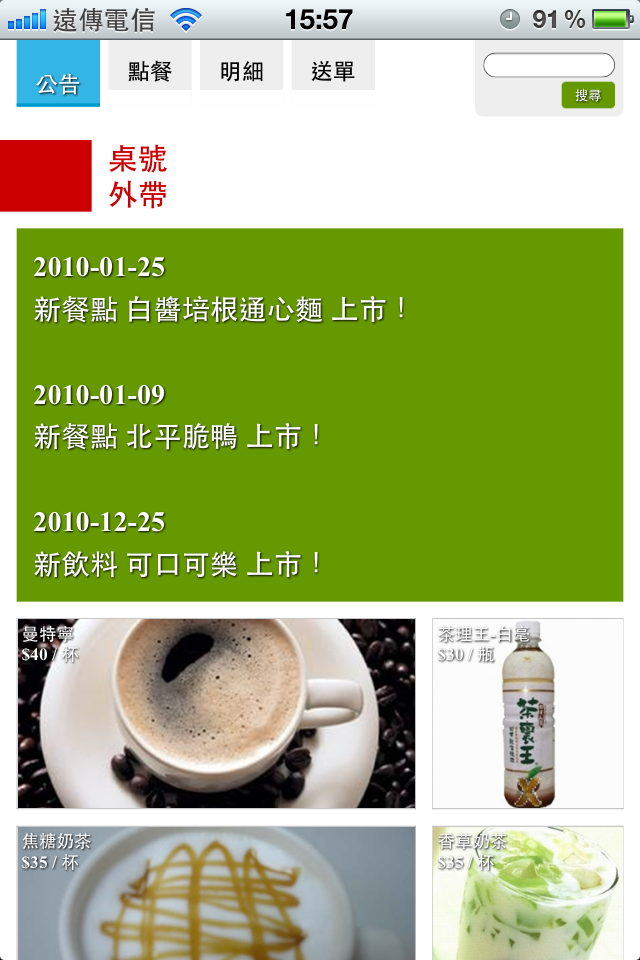 遠傳電信 15:57 91%
公告 點餐 明細 送單
搜尋
桌號
外帶
2010-01-25
新餐點 白醬培根通心麵 上市！
2010-01-09
新餐點 北平脆鴨 上市！
2010-12-25
新飲料 可口可樂 上市！
曼特寧
$40 / 杯
茶理王-白毫
$30 / 瓶
茶裏王
焦糖奶茶
$35 / 杯
香草奶茶
$35 / 杯